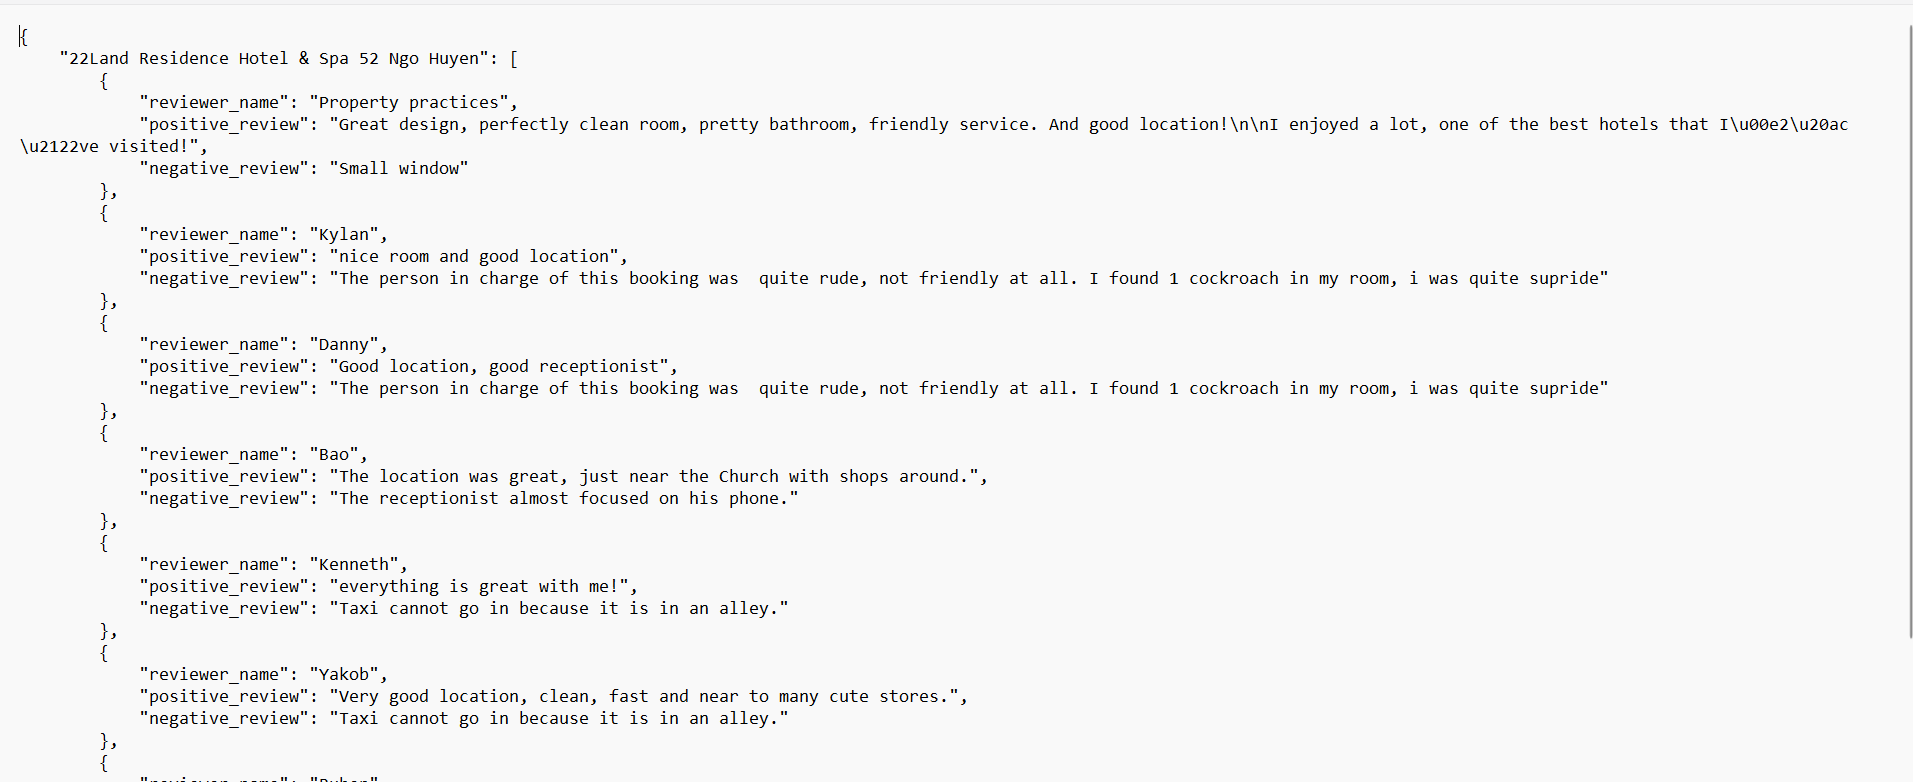 {
    "22Land Residence Hotel & Spa 52 Ngo Huyen": [
        {
            "reviewer_name": "Property practices",
            "positive_review": "Great design, perfectly clean room, pretty bathroom, friendly service. And good location!\n\nI enjoyed a lot, one of the best hotels that I\u00e2\u20ac
\u2122ve visited!",
            "negative_review": "Small window"
        },
        {
            "reviewer_name": "Kylan",
            "positive_review": "nice room and good location",
            "negative_review": "The person in charge of this booking was  quite rude, not friendly at all. I found 1 cockroach in my room, i was quite supride"
        },
        {
            "reviewer_name": "Danny",
            "positive_review": "Good location, good receptionist",
            "negative_review": "The person in charge of this booking was  quite rude, not friendly at all. I found 1 cockroach in my room, i was quite supride"
        },
        {
            "reviewer_name": "Bao",
            "positive_review": "The location was great, just near the Church with shops around.",
            "negative_review": "The receptionist almost focused on his phone."
        },
        {
            "reviewer_name": "Kenneth",
            "positive_review": "everything is great with me!",
            "negative_review": "Taxi cannot go in because it is in an alley."
        },
        {
            "reviewer_name": "Yakob",
            "positive_review": "Very good location, clean, fast and near to many cute stores.",
            "negative_review": "Taxi cannot go in because it is in an alley."
        },
        {
            "reviewer_name":